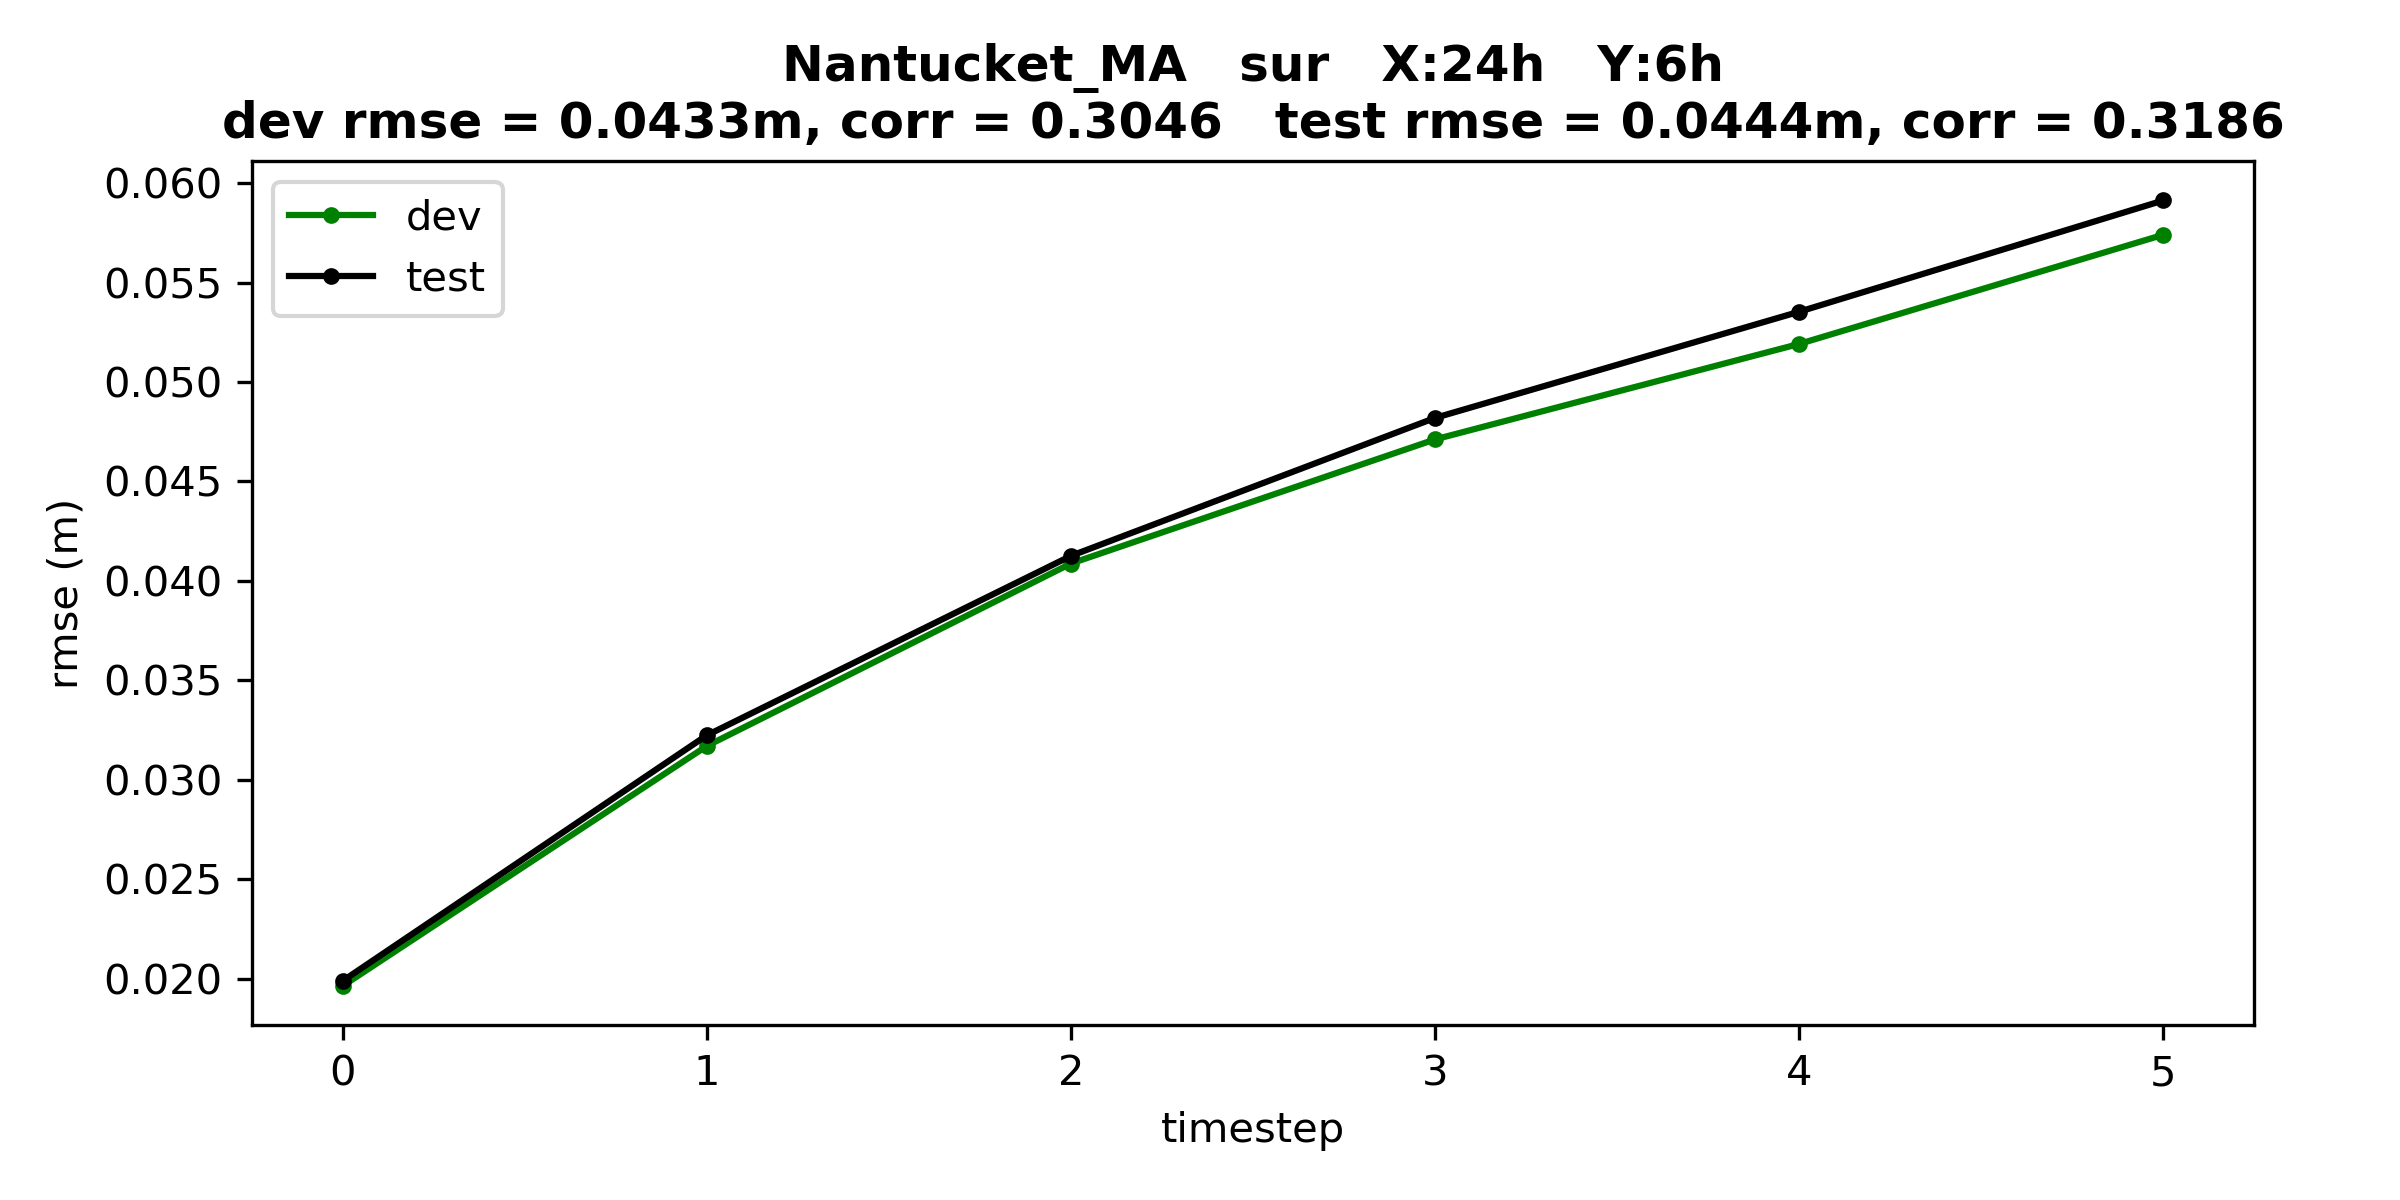 Nantucket_MA sur X:24h Y:6h
dev rmse = 0.0433m, corr = 0.3046 test rmse = 0.0444m, corr = 0.3186
dev
test
0.060
0.055
0.050
0.045
0.040
0.035
0.030
0.025
0.020
rmse (m)
0 1 2 3 4 5
timestep